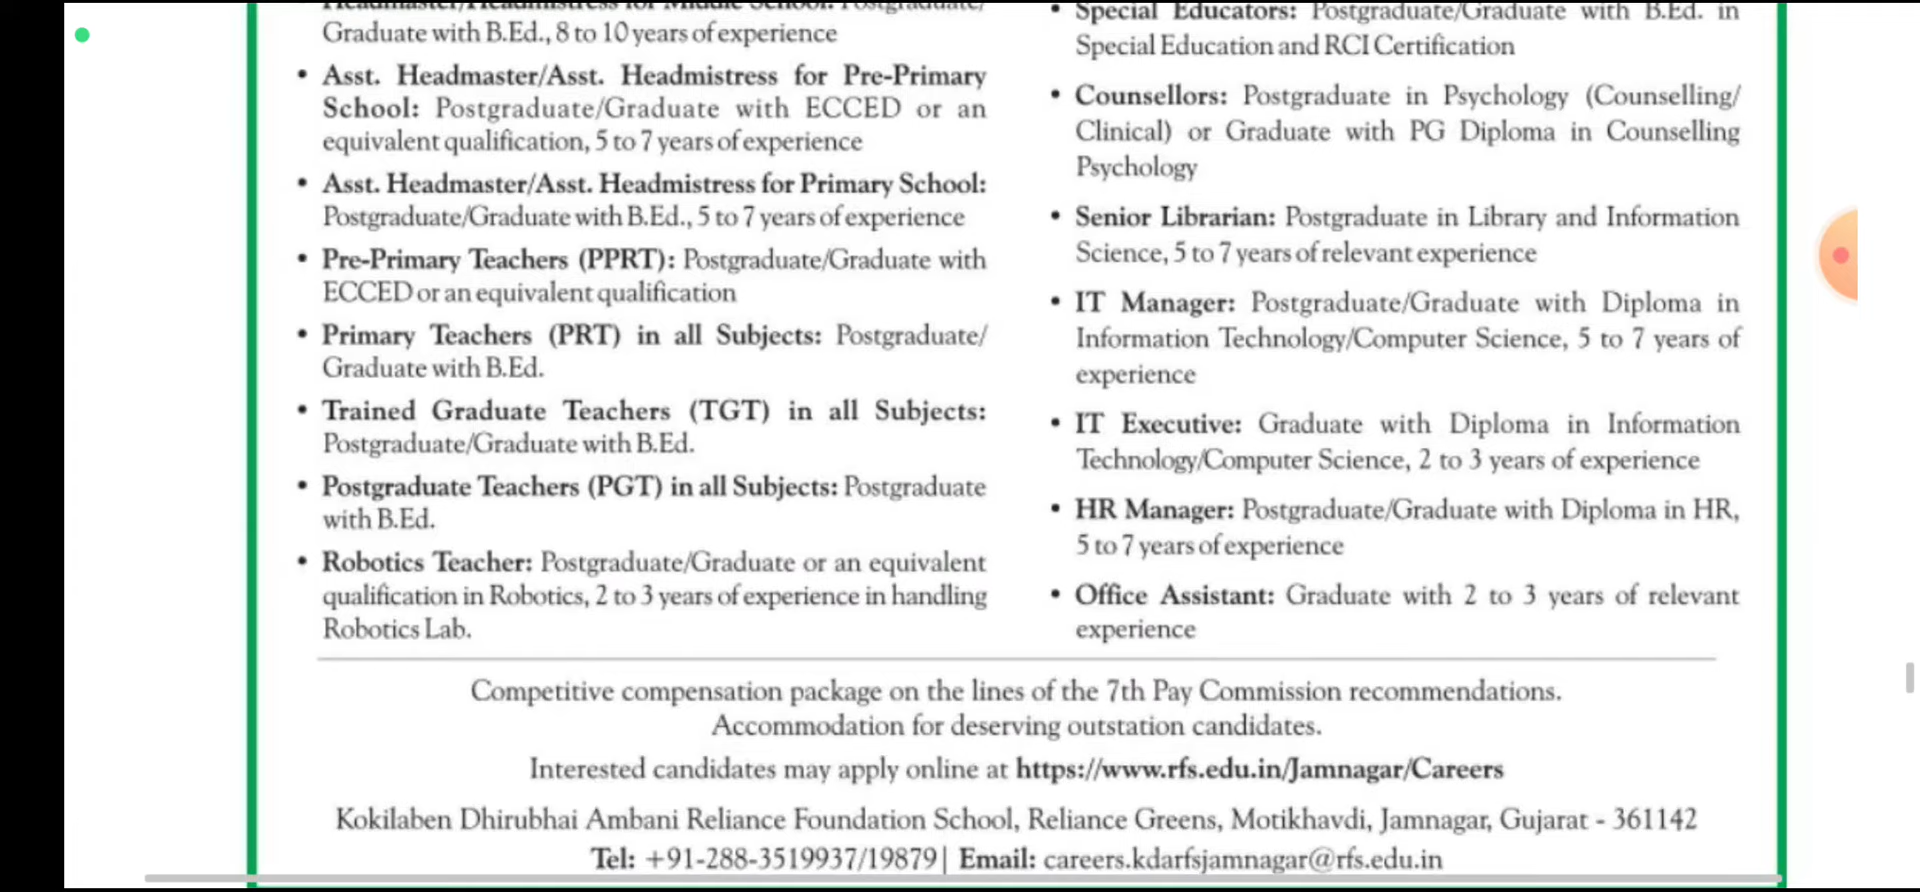 Headmaster/Headmistress for Middle School: Postgraduate/
Graduate with B.Ed., 8 to 10 years of experience
• Asst. Headmaster/Asst. Headmistress for Pre-Primary
School: Postgraduate/Graduate with ECCED or an
equivalent qualification, 5 to 7 years of experience
• Asst. Headmaster/Asst. Headmistress for Primary School:
Postgraduate/Graduate with B.Ed., 5 to 7 years of experience
• Pre-Primary Teachers (PPRT): Postgraduate/Graduate with
ECCED or an equivalent qualification
• Primary Teachers (PRT) in all Subjects: Postgraduate/
Graduate with B.Ed.
• Trained Graduate Teachers (TGT) in all Subjects:
Postgraduate/Graduate with B.Ed.
• Postgraduate Teachers (PGT) in all Subjects: Postgraduate
with B.Ed.
• Robotics Teacher: Postgraduate/Graduate or an equivalent
qualification in Robotics, 2 to 3 years of experience in handling
Robotics Lab.
• Special Educators: Postgraduate/Graduate with B.Ed. in
Special Education and RCI Certification
• Counsellors: Postgraduate in Psychology (Counselling/
Clinical) or Graduate with PG Diploma in Counselling
Psychology
• Senior Librarian: Postgraduate in Library and Information
Science, 5 to 7 years of relevant experience
• IT Manager: Postgraduate/Graduate with Diploma in
Information Technology/Computer Science, 5 to 7 years of
experience
• IT Executive: Graduate with Diploma in Information
Technology/Computer Science, 2 to 3 years of experience
• HR Manager: Postgraduate/Graduate with Diploma in HR,
5 to 7 years of experience
• Office Assistant: Graduate with 2 to 3 years of relevant
experience
Competitive compensation package on the lines of the 7th Pay Commission recommendations.
Accommodation for deserving outstation candidates.
Interested candidates may apply online at https://www.rfs.edu.in/Jamnagar/Careers
Kokilaben Dhirubhai Ambani Reliance Foundation School, Reliance Greens, Motikhavdi, Jamnagar, Gujarat - 361142
Tel: +91-288-3519937/19879| Email: careers.kdarfsjamnagar@rfs.edu.in